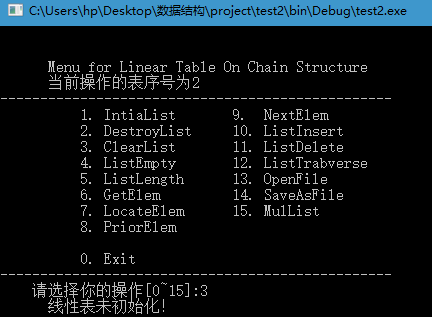 C:\Users\hp\Desktop\数据结构\project\test2\bin\Debug\test2.exe
Menu for Linear Table On Chain Structure
当前操作的表序号为2
-------------------------------------------------
1. IntiaList 9. NextElem
2. DestroyList 10. ListInsert
3. ClearList 11. ListDelete
4. ListEmpty 12. ListTrabverse
5. ListLength 13. OpenFile
6. GetElem 14. SaveAsFile
7. LocateElem 15. MulList
8. PriorElem
0. Exit
-------------------------------------------------
请选择你的操作[0~15]:3
线性表未初始化!